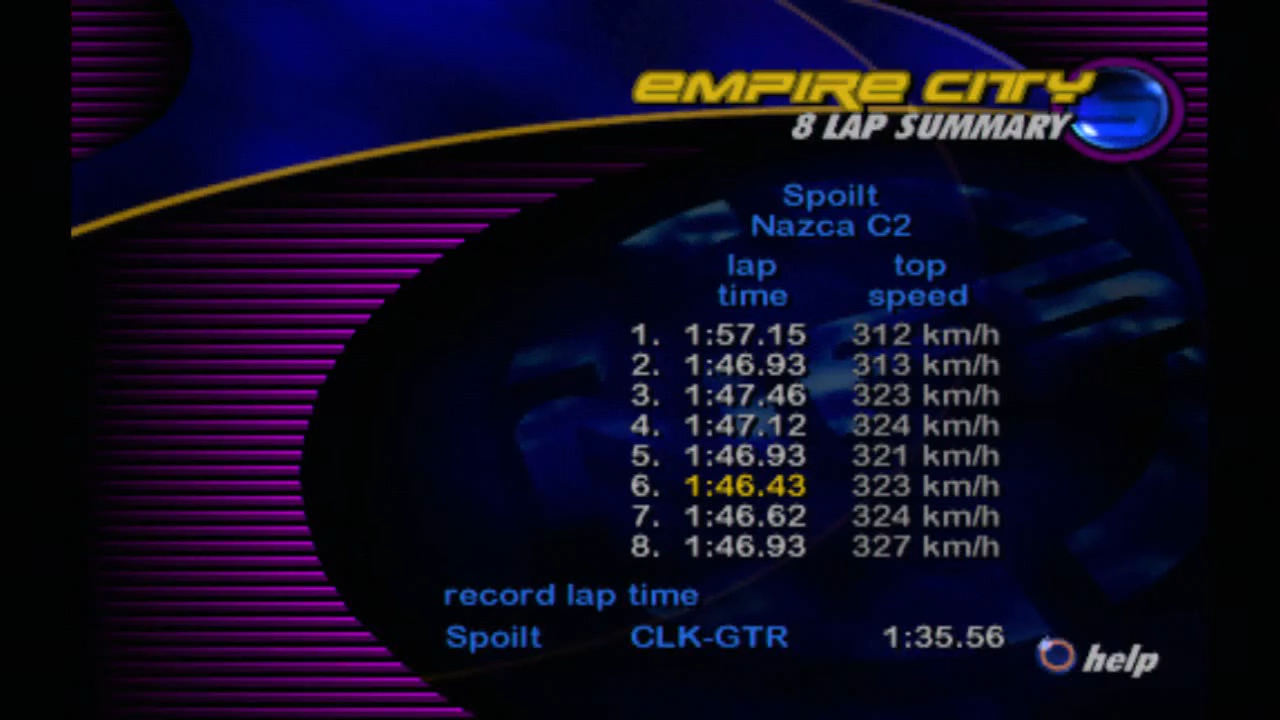 EMPIRE CITY
8 LAP SUMMARY
Spoilt
Nazca C2
lap top
time speed
1. 1:57.15 312 km/h
2. 1:46.93 313 km/h
3. 1:47.46 323 km/h
4. 1:47.12 324 km/h
5. 1:46.93 321 km/h
6. 1:46.43 323 km/h
7. 1:46.62 324 km/h
8. 1:46.93 327 km/h
record lap time
Spoilt CLK-GTR 1:35.56
help